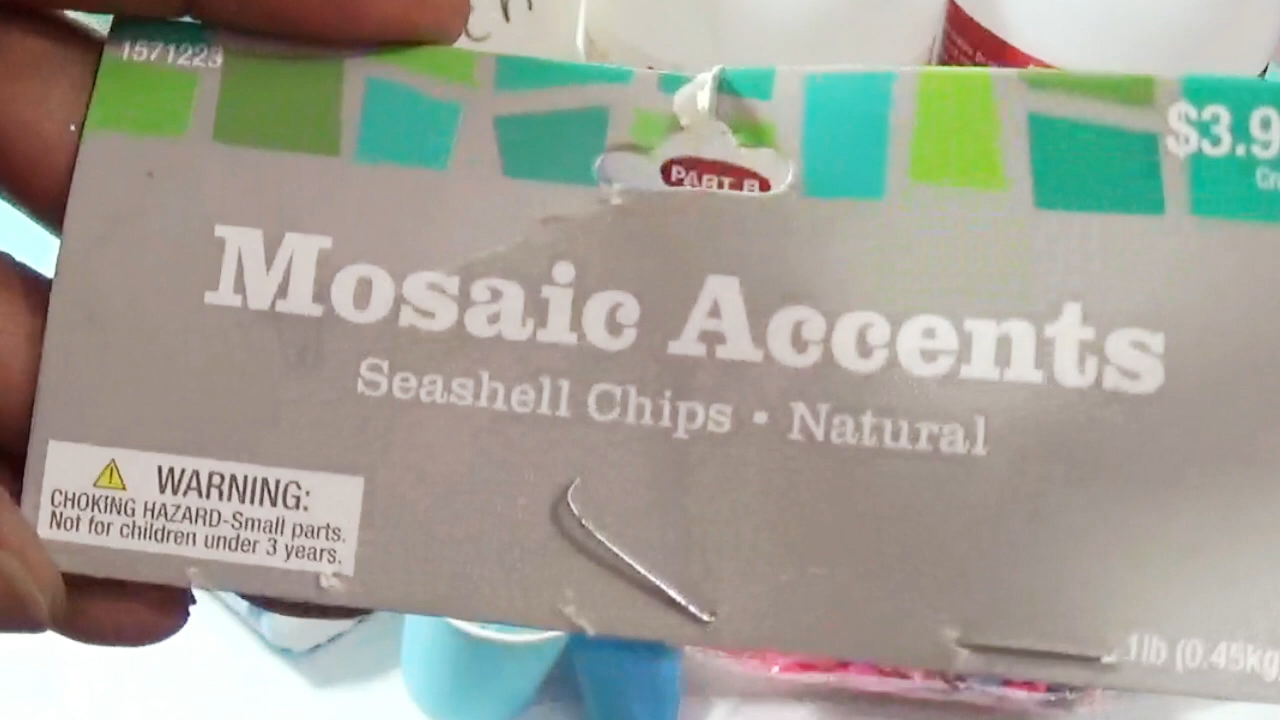 1571223
$3.9
PART B
Mosaic Accents
Seashell Chips • Natural
WARNING:
CHOKING HAZARD-Small parts.
Not for children under 3 years.
1lb (0.45kg